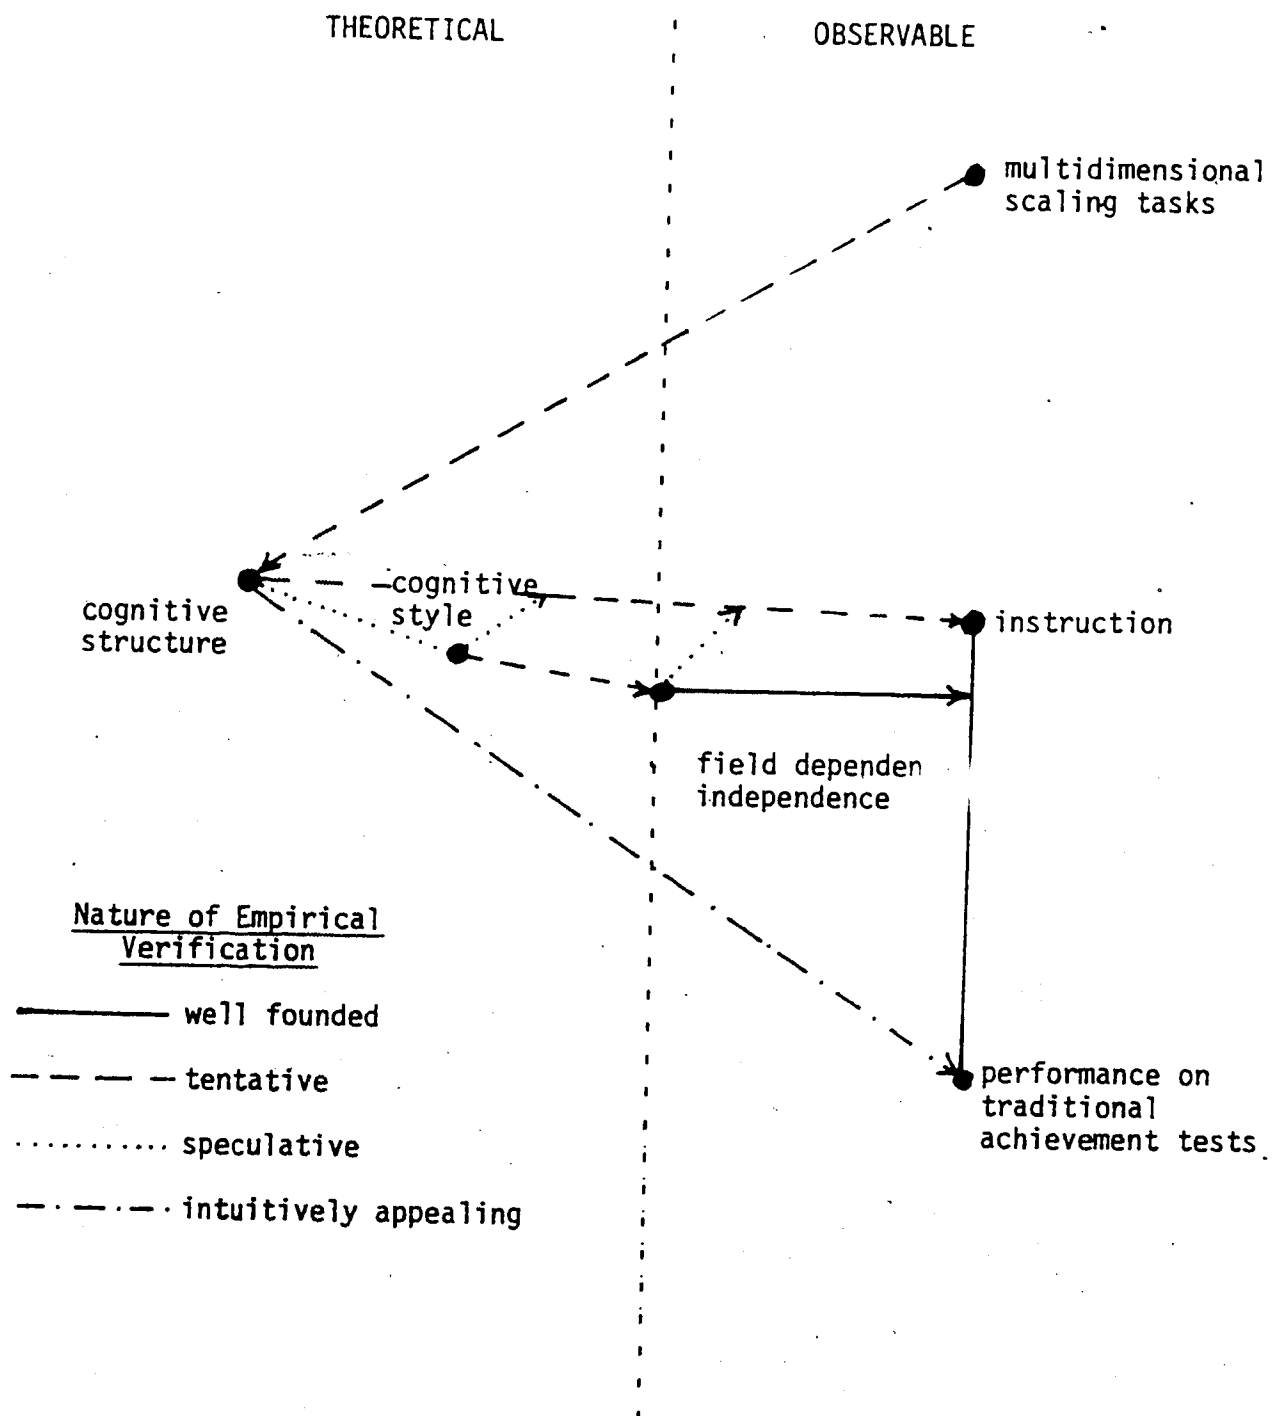 THEORETICAL
OBSERVABLE
multidimensional
scaling tasks
cognitive
style
cognitive
structure
instruction
field dependen
independence
Nature of Empirical
Verification
well founded
tentative
speculative
intuitively appealing
performance on
traditional
achievement tests